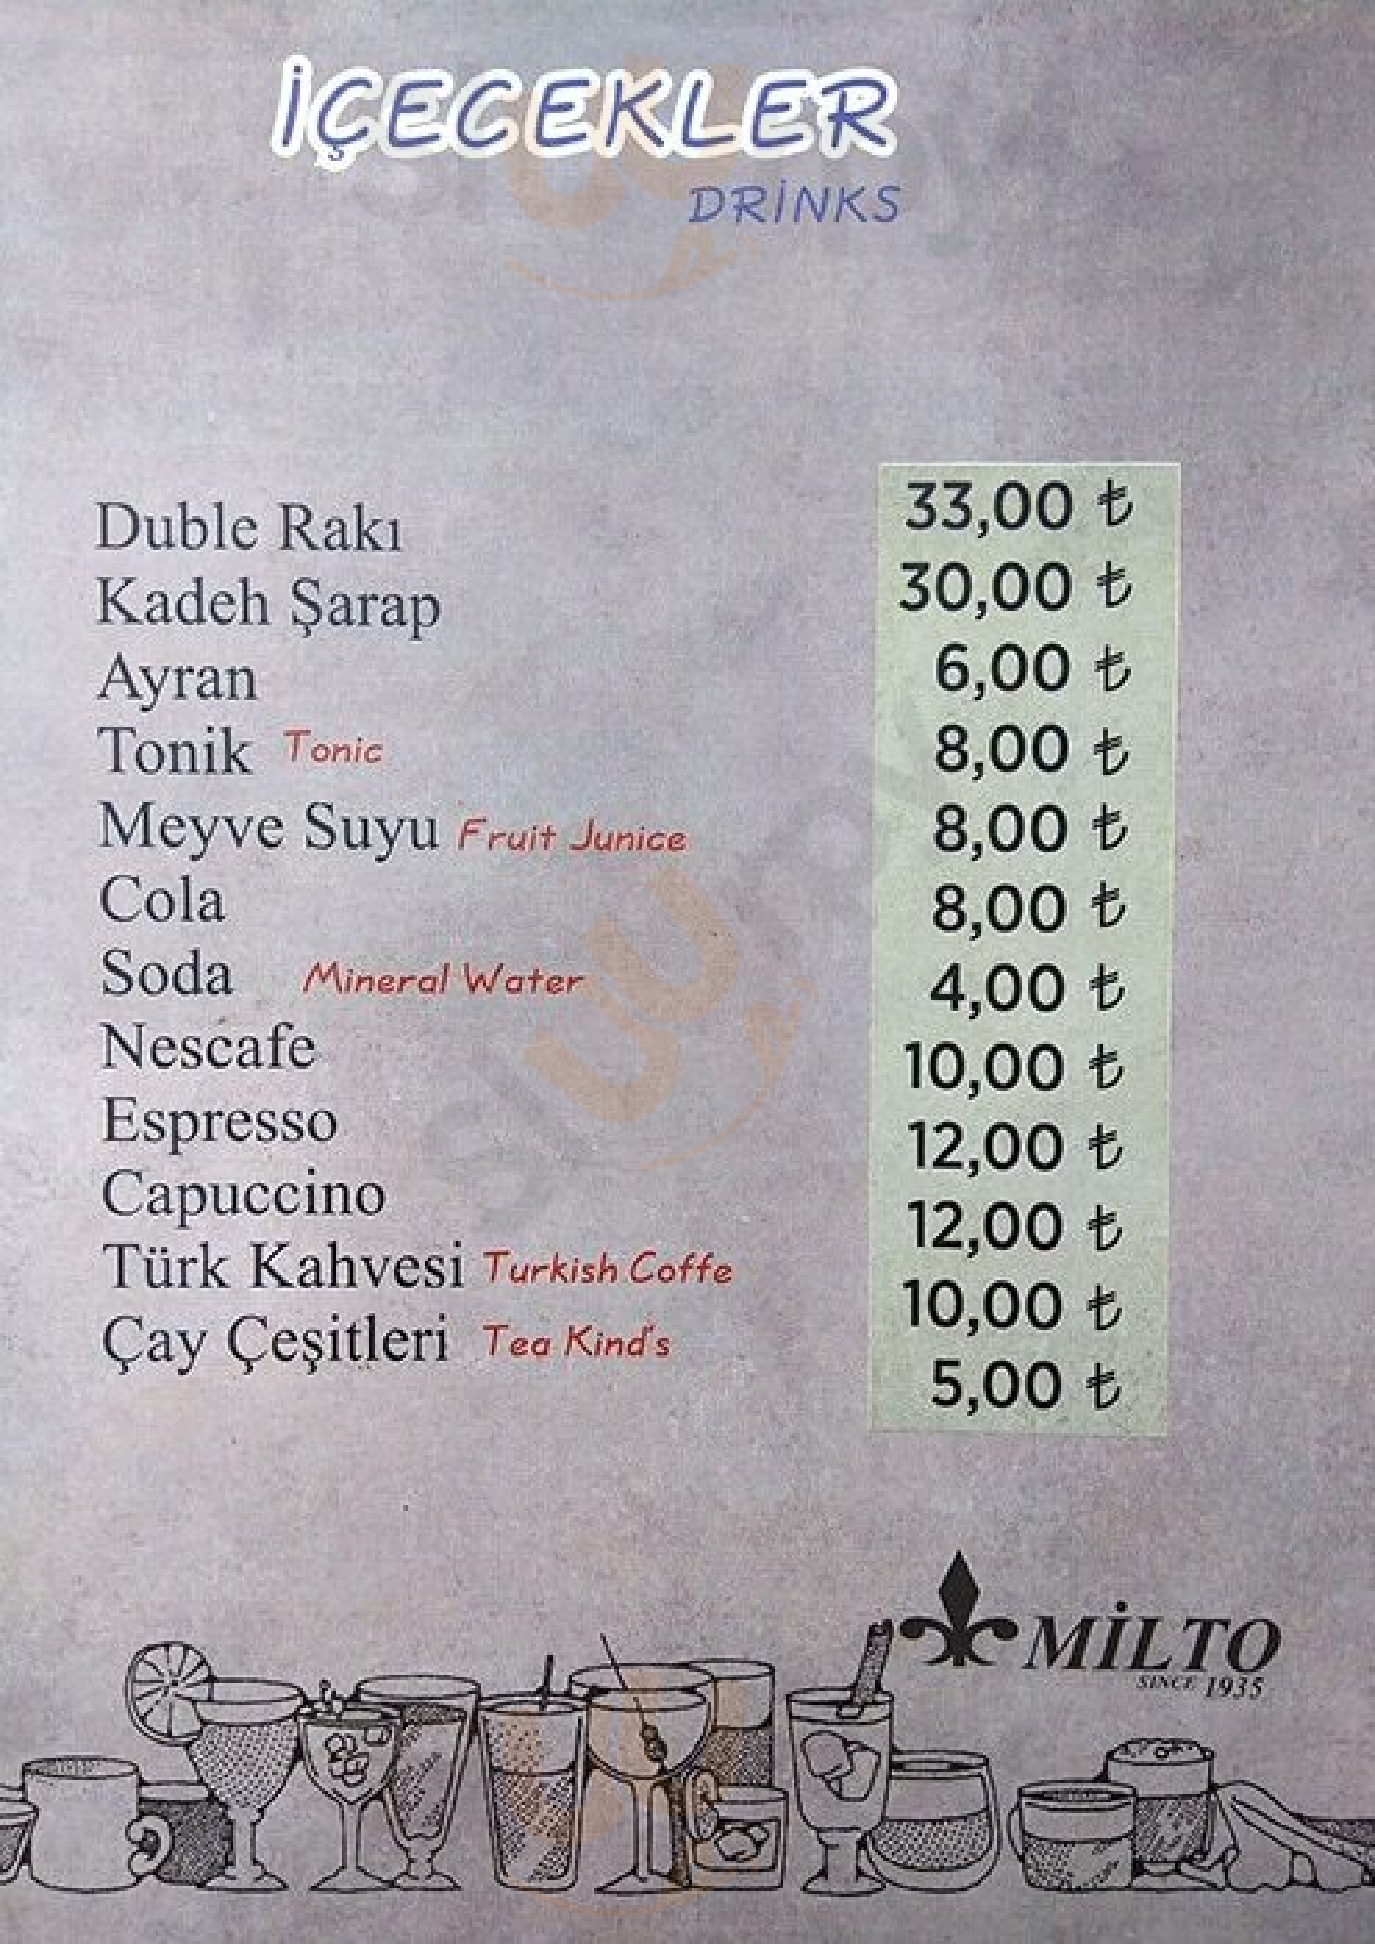 İÇECEKLER
DRİNKS
Duble Rakı 33,00 ₺
Kadeh Şarap 30,00 ₺
Ayran 6,00 ₺
Tonik Tonic 8,00 ₺
Meyve Suyu Fruit Junice 8,00 ₺
Cola 8,00 ₺
Soda Mineral Water 4,00 ₺
Nescafe 10,00 ₺
Espresso 12,00 ₺
Capuccino 12,00 ₺
Türk Kahvesi Turkish Coffe 10,00 ₺
Çay Çeşitleri Tea Kind's 5,00 ₺
MİLTO
SINCE 1935